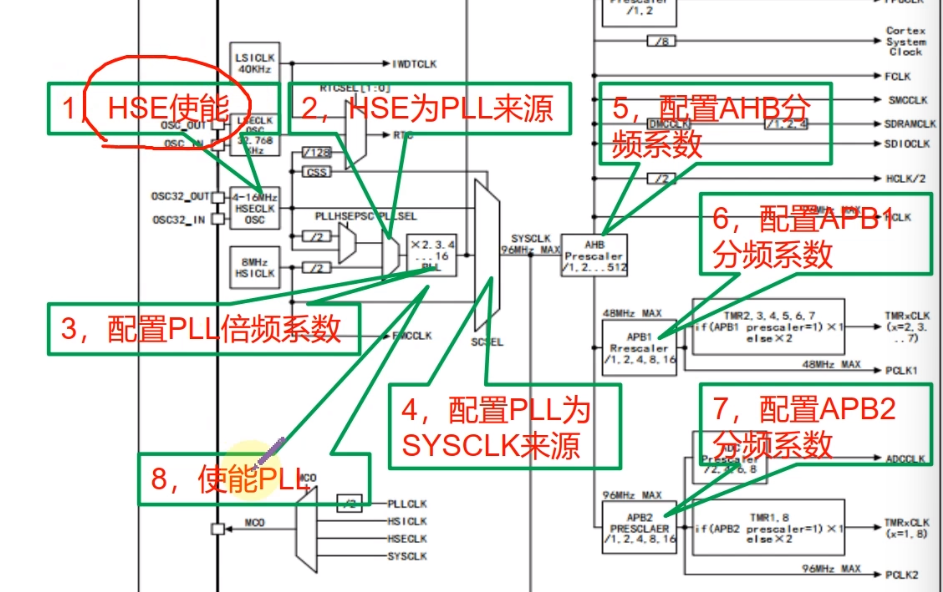 Prescaler
/1,2
/8
Cortex
System
Clock
LSICLK
40KHz
IWDTCLK
RTCSEL[1:0]
FCLK
1，HSE使能
2，HSE为PLL来源
5，配置AHB分
频系数
SMCCLK
OSC_OUT
LSECLK
OSC
32.768
KHz
OSC_IN
RTC
DMCCLK
/1,2,4
SDRAMCLK
SDIOCLK
/128
CSS
/2
HCLK/2
OSC32_OUT
OSC32_IN
4-16MHz
HSECLK
OSC
PLLHSEPSC
PLLSEL
6，配置APB1
分频系数
HCLK
/2
×2,3,4
...16
PLL
SYSCLK
96MHz MAX
AHB
Prescaler
/1,2...512
8MHz
HSICLK
/2
3，配置PLL倍频系数
FMCCLK
SCSEL
48MHz MAX
APB1
Rrescaler
/1,2,4,8,16
TMR2,3,4,5,6,7
if(APB1 prescaler=1)×1
else×2
TMRxCLK
(x=2,3.
..7)
48MHz MAX
PCLK1
4，配置PLL为
SYSCLK来源
7，配置APB2
分频系数
8，使能PLL
ADC
Prescaler
/2,4,6,8
ADCCLK
MCO
/2
PLLCLK
HSICLK
HSECLK
SYSCLK
MCO
96MHz MAX
APB2
PRESCLAER
/1,2,4,8,16
TMR1,8
if(APB2 prescaler=1)×1
else×2
TMRxCLK
(x=1,8)
96MHz MAX
PCLK2